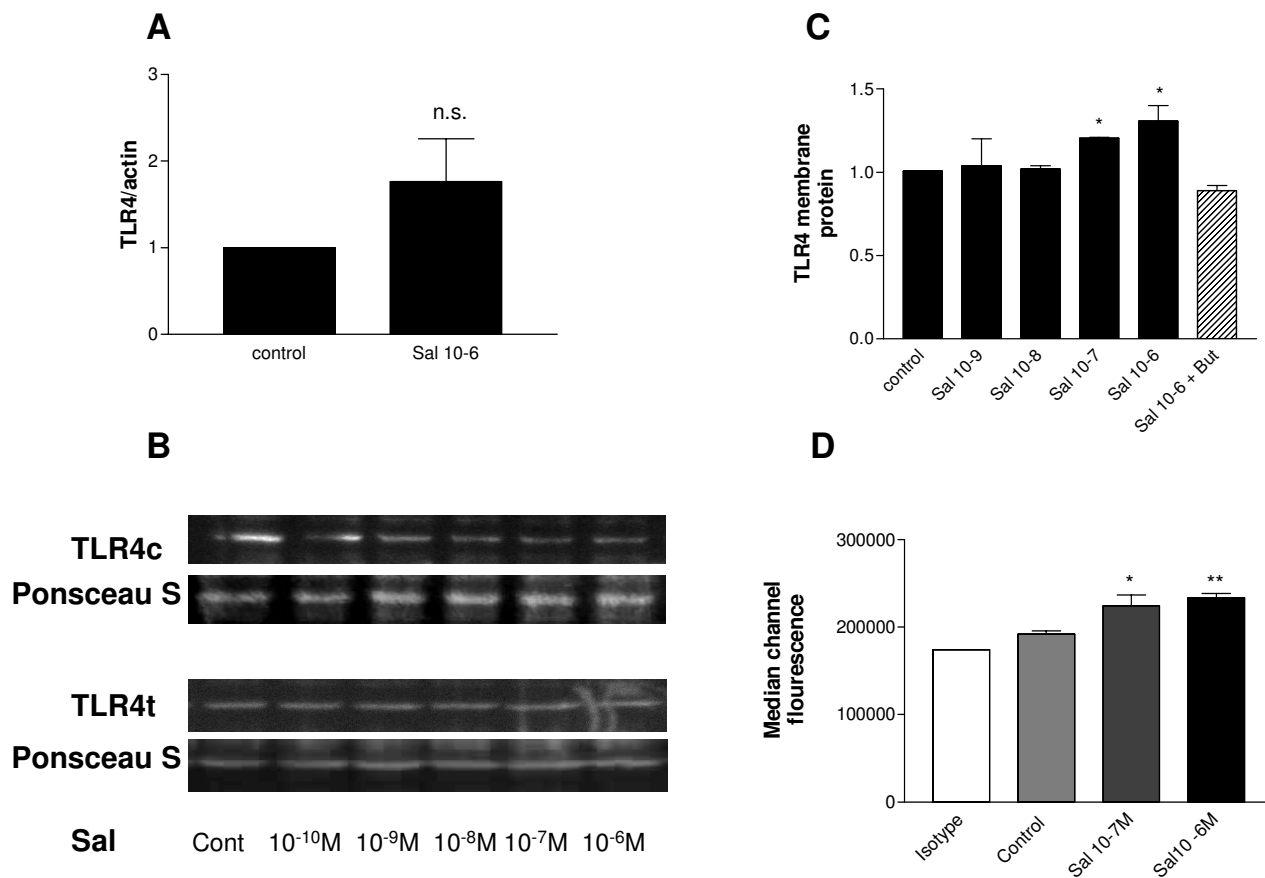 A
3
2
1
0
TLR4/actin
n.s.
control
Sal 10-6
B
TLR4c
Ponsceau S
TLR4t
Ponsceau S
Sal Cont 10-10M 10-9M 10-8M 10-7M 10-6M
C
1.5
1.0
0.5
0.0
TLR4 membrane
protein
*
*
control
Sal 10-9
Sal 10-8
Sal 10-7
Sal 10-6
Sal 10-6 + But
D
300000
200000
100000
0
Median channel
flourescence
*
**
Isotype
Control
Sal 10-7M
Sal10 -6M